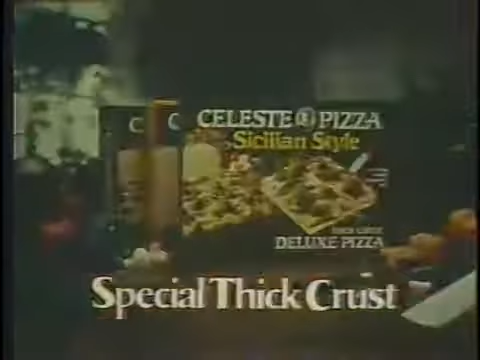 C C CELESTE PIZZA
Sicilian Style
DELUXE PIZZA
Special Thick Crust